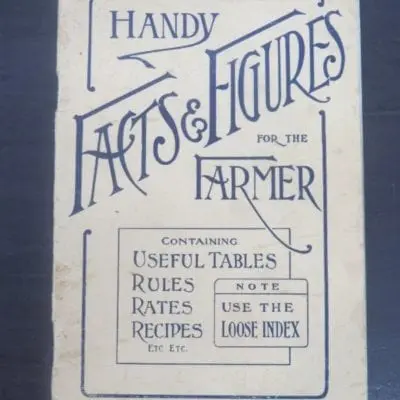 HANDY
FACTS & FIGURES
FOR THE
FARMER
CONTAINING
USEFUL TABLES
RULES
RATES
RECIPES
ETC ETC.
NOTE
USE THE
LOOSE INDEX